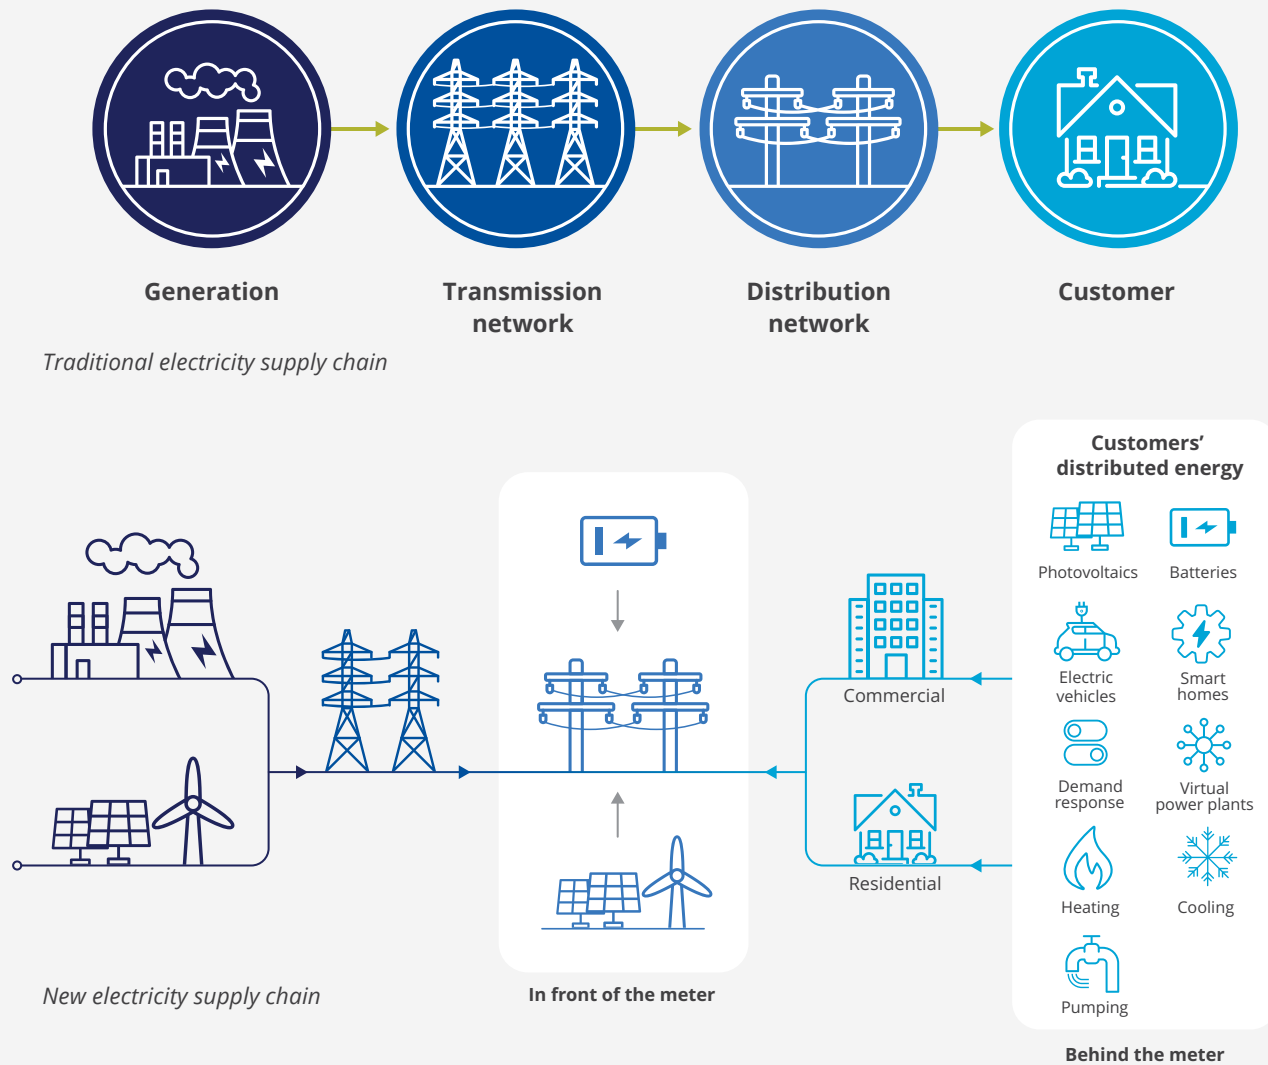 Generation
Transmission
network
Distribution
network
Customer
Traditional electricity supply chain
Customers’
distributed energy
Photovoltaics
Batteries
Electric
vehicles
Smart
homes
Demand
response
Virtual
power plants
Heating
Cooling
Pumping
Commercial
Residential
New electricity supply chain
In front of the meter
Behind the meter